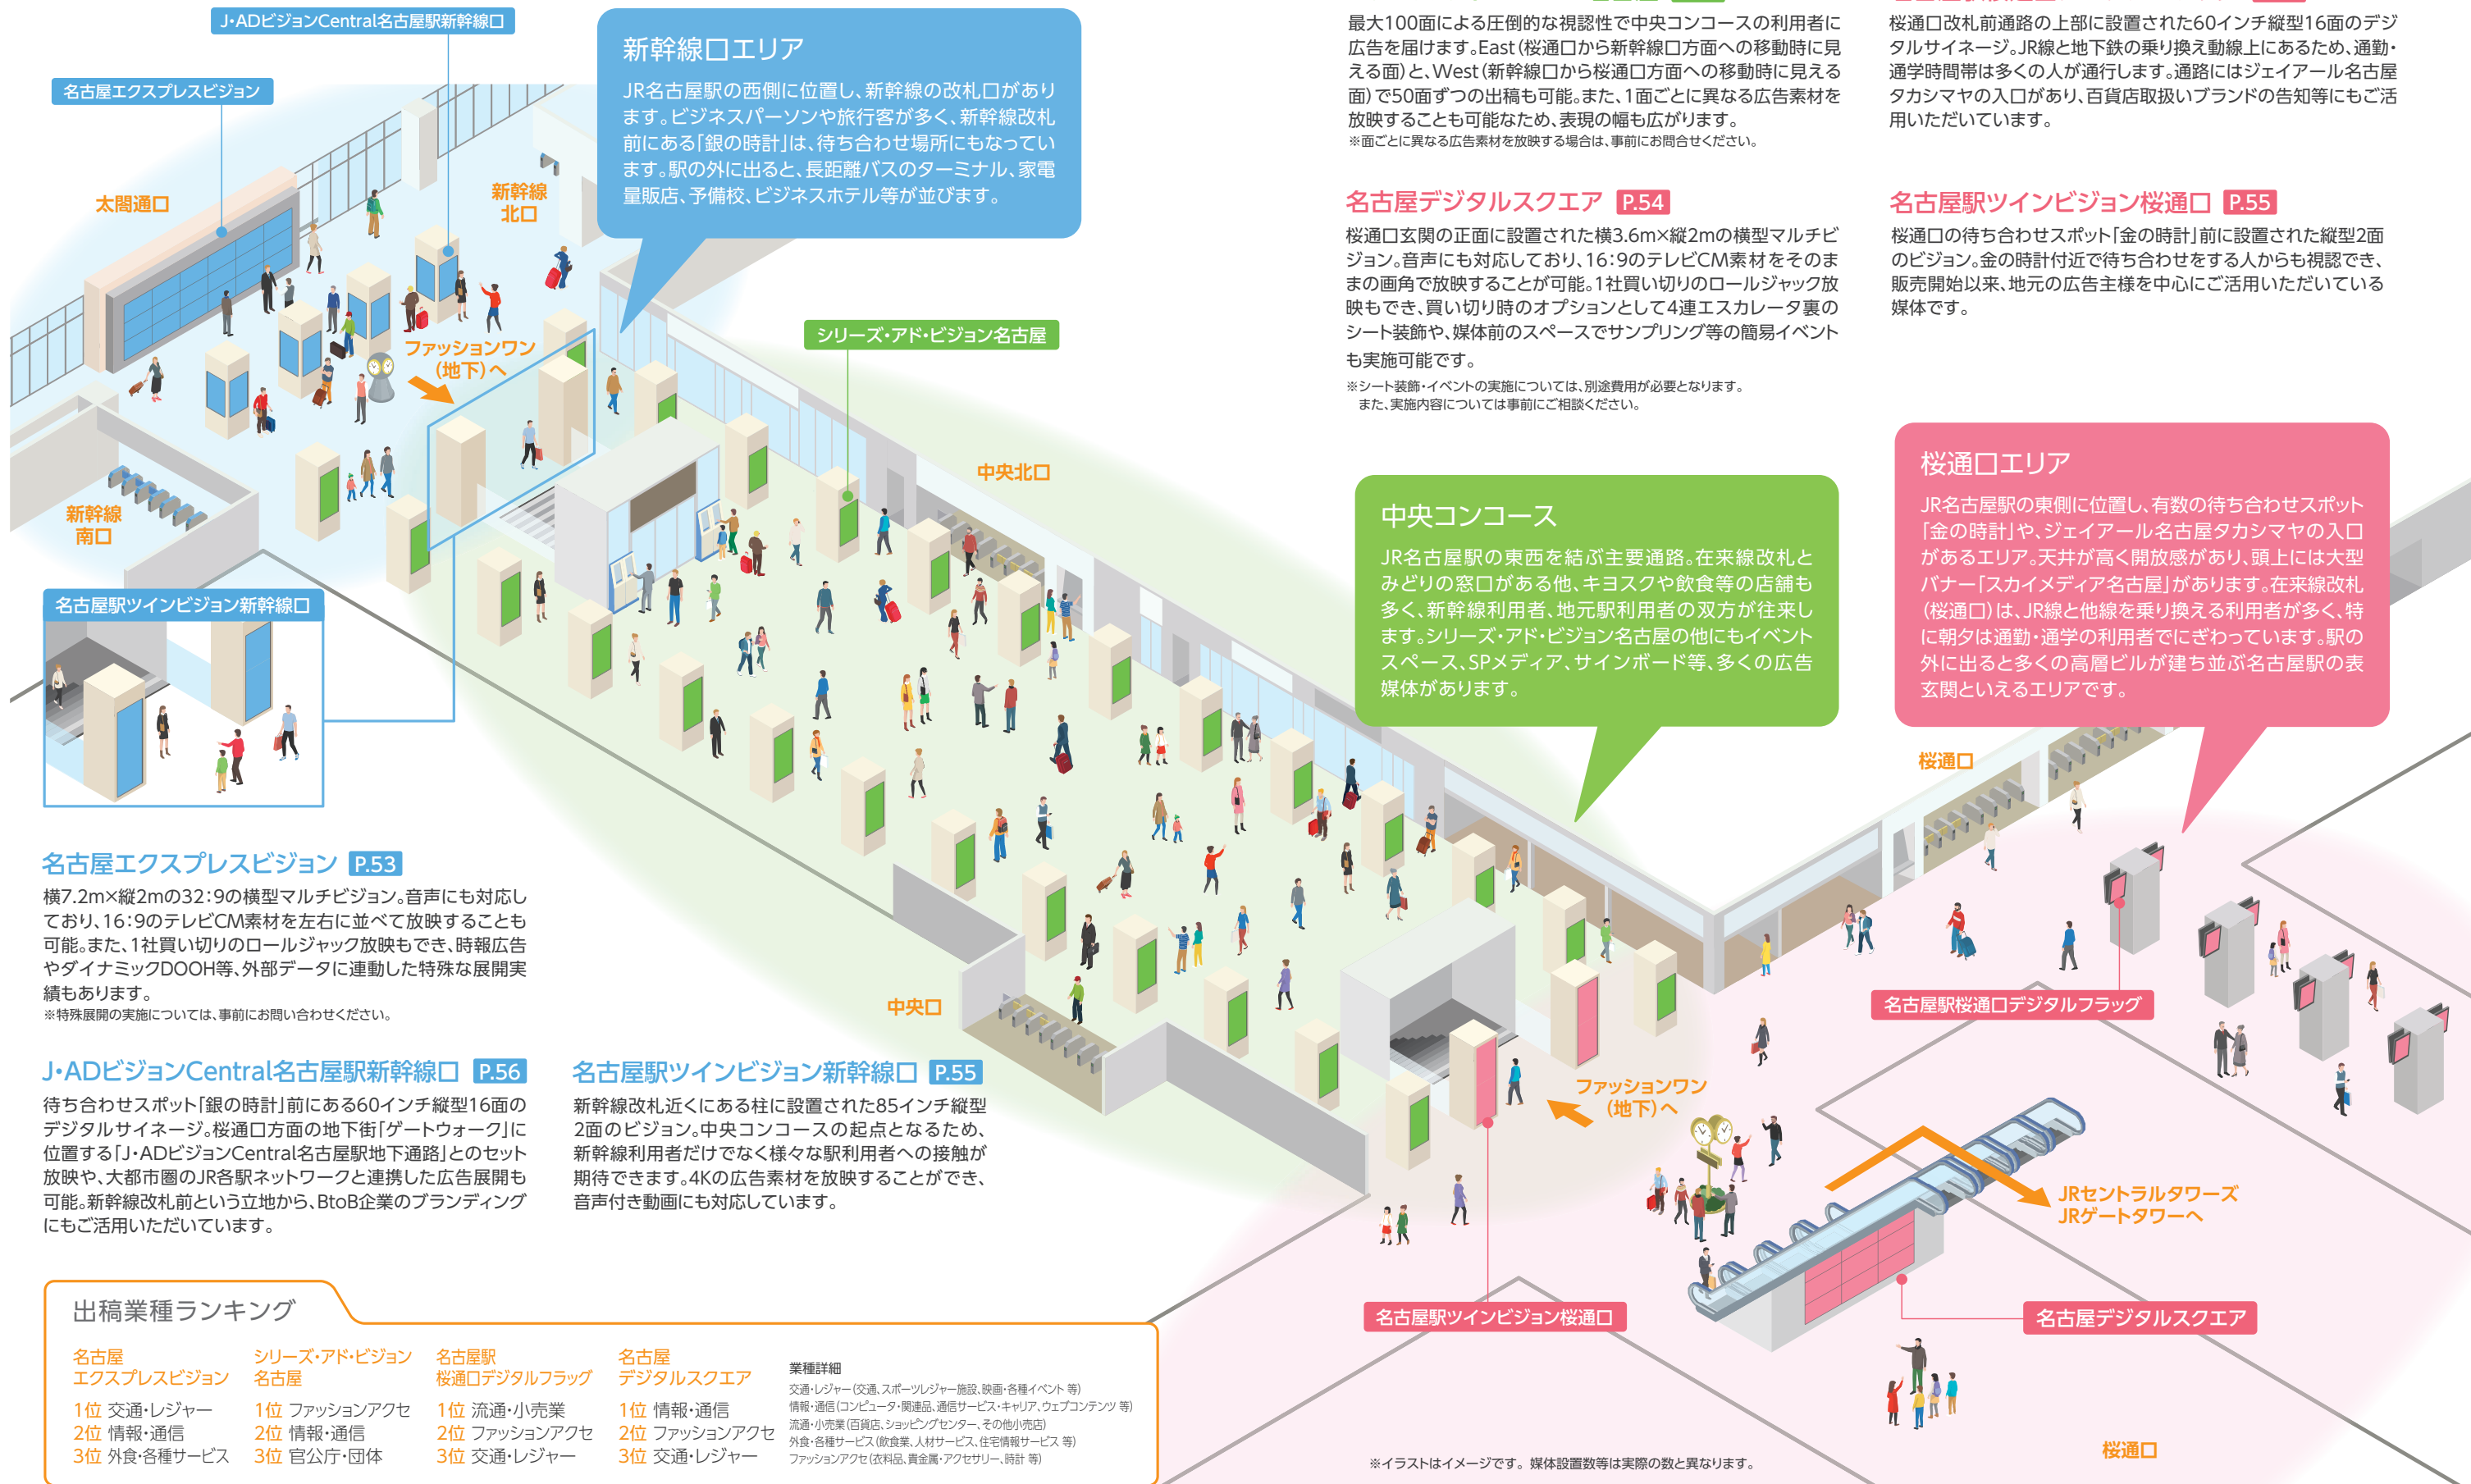 J・ADビジョンCentral名古屋駅新幹線口
名古屋エクスプレスビジョン
太閤通口
新幹線
北口
新幹線口エリア
JR名古屋駅の西側に位置し、新幹線の改札口があり
ます。ビジネスパーソンや旅行客が多く、新幹線改札
前にある「銀の時計」は、待ち合わせ場所にもなってい
ます。駅の外に出ると、長距離バスのターミナル、家電
量販店、予備校、ビジネスホテル等が並びます。
ファッションワン
(地下)へ
シリーズ・アド・ビジョン名古屋
中央北口
新幹線
南口
名古屋駅ツインビジョン新幹線口
最大100面による圧倒的な視認性で中央コンコースの利用者に
広告を届けます。East(桜通口から新幹線口方面への移動時に見
える面)と、West(新幹線口から桜通口方面への移動時に見える
面)で50面ずつの出稿も可能。また、1面ごとに異なる広告素材を
放映することも可能なため、表現の幅も広がります。
※面ごとに異なる広告素材を放映する場合は、事前にお問合せください。
桜通口改札前通路の上部に設置された60インチ縦型16面のデジ
タルサイネージ。JR線と地下鉄の乗り換え動線上にあるため、通勤・
通学時間帯は多くの人が通行します。通路にはジェイアール名古屋
タカシマヤの入口があり、百貨店取扱いブランドの告知等にもご活
用いただいています。
名古屋デジタルスクエア P.54
桜通口玄関の正面に設置された横3.6m×縦2mの横型マルチビ
ジョン。音声にも対応しており、16:9のテレビCM素材をそのま
まの画角で放映することが可能。1社買い切りのロールジャック放
映もでき、買い切り時のオプションとして4連エスカレータ裏の
シート装飾や、媒体前のスペースでサンプリング等の簡易イベント
も実施可能です。
※シート装飾・イベントの実施については、別途費用が必要となります。
また、実施内容については事前にご相談ください。
名古屋駅ツインビジョン桜通口 P.55
桜通口の待ち合わせスポット「金の時計」前に設置された縦型2面
のビジョン。金の時計付近で待ち合わせをする人からも視認でき、
販売開始以来、地元の広告主様を中心にご活用いただいている
媒体です。
中央コンコース
JR名古屋駅の東西を結ぶ主要通路。在来線改札と
みどりの窓口がある他、キヨスクや飲食等の店舗も
多く、新幹線利用者、地元駅利用者の双方が往来し
ます。シリーズ・アド・ビジョン名古屋の他にもイベント
スペース、SPメディア、サインボード等、多くの広告
媒体があります。
桜通口エリア
JR名古屋駅の東側に位置し、有数の待ち合わせスポット
「金の時計」や、ジェイアール名古屋タカシマヤの入口
があるエリア。天井が高く開放感があり、頭上には大型
バナー「スカイメディア名古屋」があります。在来線改札
(桜通口)は、JR線と他線を乗り換える利用者が多く、特
に朝夕は通勤・通学の利用者でにぎわっています。駅の
外に出ると多くの高層ビルが建ち並ぶ名古屋駅の表
玄関といえるエリアです。
桜通口
名古屋エクスプレスビジョン P.53
横7.2m×縦2mの32:9の横型マルチビジョン。音声にも対応し
ており、16:9のテレビCM素材を左右に並べて放映することも
可能。また、1社買い切りのロールジャック放映もでき、時報広告
やダイナミックDOOH等、外部データに連動した特殊な展開実
績もあります。
※特殊展開の実施については、事前にお問い合わせください。
中央口
名古屋駅桜通口デジタルフラッグ
J・ADビジョンCentral名古屋駅新幹線口 P.56
待ち合わせスポット「銀の時計」前にある60インチ縦型16面の
デジタルサイネージ。桜通口方面の地下街「ゲートウォーク」に
位置する「J・ADビジョンCentral名古屋駅地下通路」とのセット
放映や、大都市圏のJR各駅ネットワークと連携した広告展開も
可能。新幹線改札前という立地から、BtoB企業のブランディング
にもご活用いただいています。
名古屋駅ツインビジョン新幹線口 P.55
新幹線改札近くにある柱に設置された85インチ縦型
2面のビジョン。中央コンコースの起点となるため、
新幹線利用者だけでなく様々な駅利用者への接触が
期待できます。4Kの広告素材を放映することができ、
音声付き動画にも対応しています。
ファッションワン
(地下)へ
JRセントラルタワーズ
JRゲートタワーへ
名古屋駅ツインビジョン桜通口
名古屋デジタルスクエア
桜通口
出稿業種ランキング
名古屋
エクスプレスビジョン
1位 交通・レジャー
2位 情報・通信
3位 外食・各種サービス
シリーズ・アド・ビジョン
名古屋
1位 ファッションアクセ
2位 情報・通信
3位 官公庁・団体
名古屋駅
桜通口デジタルフラッグ
1位 流通・小売業
2位 ファッションアクセ
3位 交通・レジャー
名古屋
デジタルスクエア
1位 情報・通信
2位 ファッションアクセ
3位 交通・レジャー
業種詳細
交通・レジャー(交通、スポーツレジャー施設、映画・各種イベント 等)
情報・通信(コンピュータ・関連品、通信サービス・キャリア、ウェブコンテンツ 等)
流通・小売業(百貨店、ショッピングセンター、その他小売店)
外食・各種サービス(飲食業、人材サービス、住宅情報サービス 等)
ファッションアクセ(衣料品、貴金属・アクセサリー、時計 等)
※イラストはイメージです。媒体設置数等は実際の数と異なります。